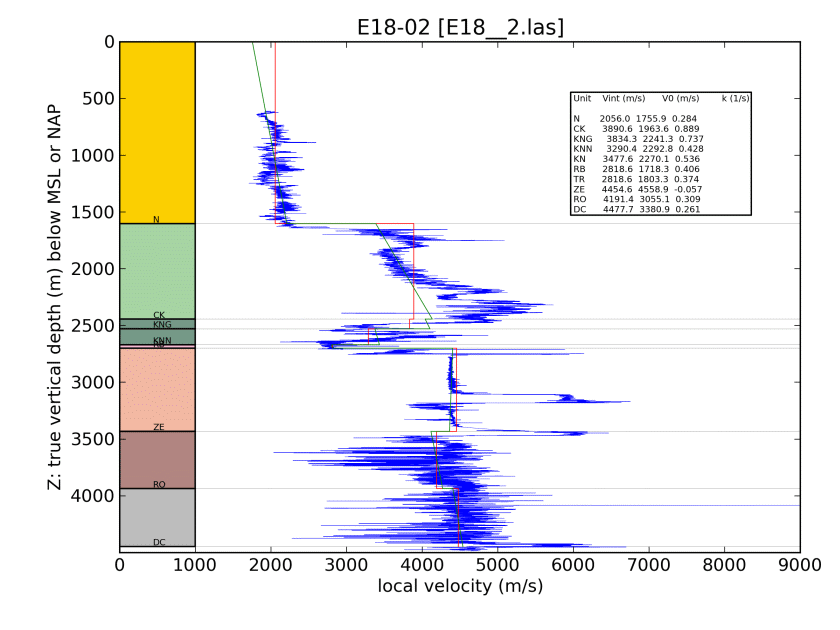 E18-02 [E18__2.las]
Z: true vertical depth (m) below MSL or NAP
0
500
1000
1500
2000
2500
3000
3500
4000
N
CK
KNG
KNN
ZE
RO
DC
Unit Vint (m/s) V0 (m/s) k (1/s)
N 2056.0 1755.9 0.284
CK 3890.6 1963.6 0.889
KNG 3834.3 2241.3 0.737
KNN 3290.4 2292.8 0.428
KN 3477.6 2270.1 0.536
RB 2818.6 1718.3 0.406
TR 2818.6 1803.3 0.374
ZE 4454.6 4558.9 -0.057
RO 4191.4 3055.1 0.309
DC 4477.7 3380.9 0.261
0 1000 2000 3000 4000 5000 6000 7000 8000 9000
local velocity (m/s)